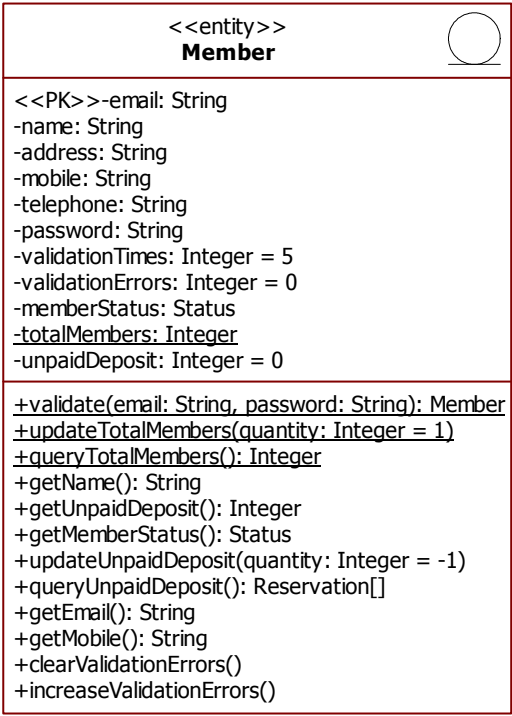 <<entity>>
Member
<<PK>>-email: String
-name: String
-address: String
-mobile: String
-telephone: String
-password: String
-validationTimes: Integer = 5
-validationErrors: Integer = 0
-memberStatus: Status
-totalMembers: Integer
-unpaidDeposit: Integer = 0
+validate(email: String, password: String): Member
+updateTotalMembers(quantity: Integer = 1)
+queryTotalMembers(): Integer
+getName(): String
+getUnpaidDeposit(): Integer
+getMemberStatus(): Status
+updateUnpaidDeposit(quantity: Integer = -1)
+queryUnpaidDeposit(): Reservation[]
+getEmail(): String
+getMobile(): String
+clearValidationErrors()
+increaseValidationErrors()